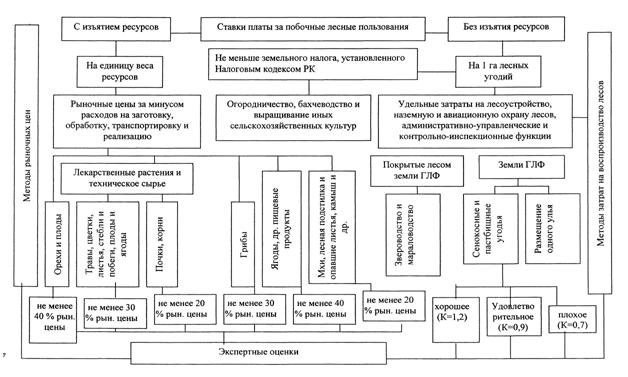 С изъятием ресурсов
Ставки платы за побочные лесные пользования
Без изъятия ресурсов
На единицу веса
ресурсов
Не меньше земельного налога, установленного
Налоговым кодексом РК
На 1 га лесных
угодий
Методы рыночных цен
Рыночные цены за минусом
расходов на заготовку,
обработку, транспортировку и
реализацию
Огородничество, бахчеводство и
выращивание иных
сельскохозяйственных культур
Удельные затраты на лесоустройство,
наземную и авиационную охрану лесов,
административно-управленческие и
контрольно-инспекционные функции
Методы затрат на воспроизводство лесов
Лекарственные растения и
техническое сырье
Покрытые лесом
земли ГЛФ
Земли ГЛФ
Орехи и плоды
Травы, цветки,
листья, стебли и
побеги, плоды и
ягоды
Почки, корни
Грибы
Ягоды, др. пищевые
продукты
Мхи, лесная подстилка и
опавшие листья, камыш и
др.
Звероводство и
мараловодство
Сенокосные и
пастбищные
угодья
Размещение
одного улья
не менее
40 % рын.
цены
не менее 30
% рын. цены
не менее 20
% рын. цены
не менее 30
% рын. цены
не менее 40
% рын. цены
не менее 20
% рын. цены
хорошее
(К=1,2)
Удовлетво
рительное
(К=0,9)
плохое
(К=0,7)
Экспертные оценки